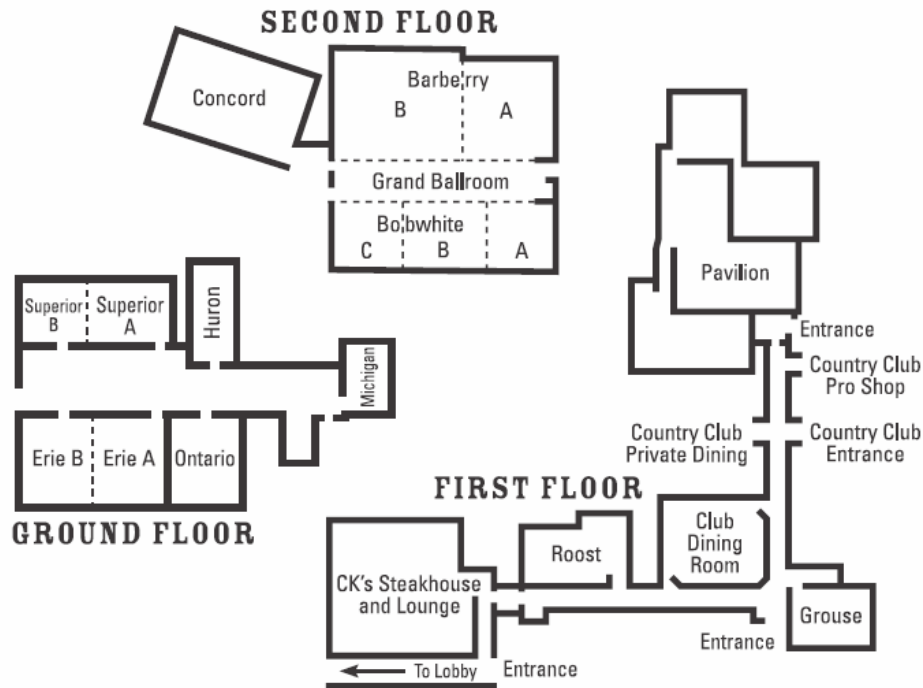 SECOND FLOOR
Concord
Barberry
B
A
Grand Ballroom
Bobwhite
C
B
A
Superior
B
Superior
A
Huron
Michigan
Erie B
Erie A
Ontario
GROUND FLOOR
Pavilion
Entrance
Country Club
Pro Shop
Country Club
Private Dining
Country Club
Entrance
FIRST FLOOR
CK's Steakhouse
and Lounge
Roost
Club
Dining
Room
Grouse
Entrance
To Lobby
Entrance